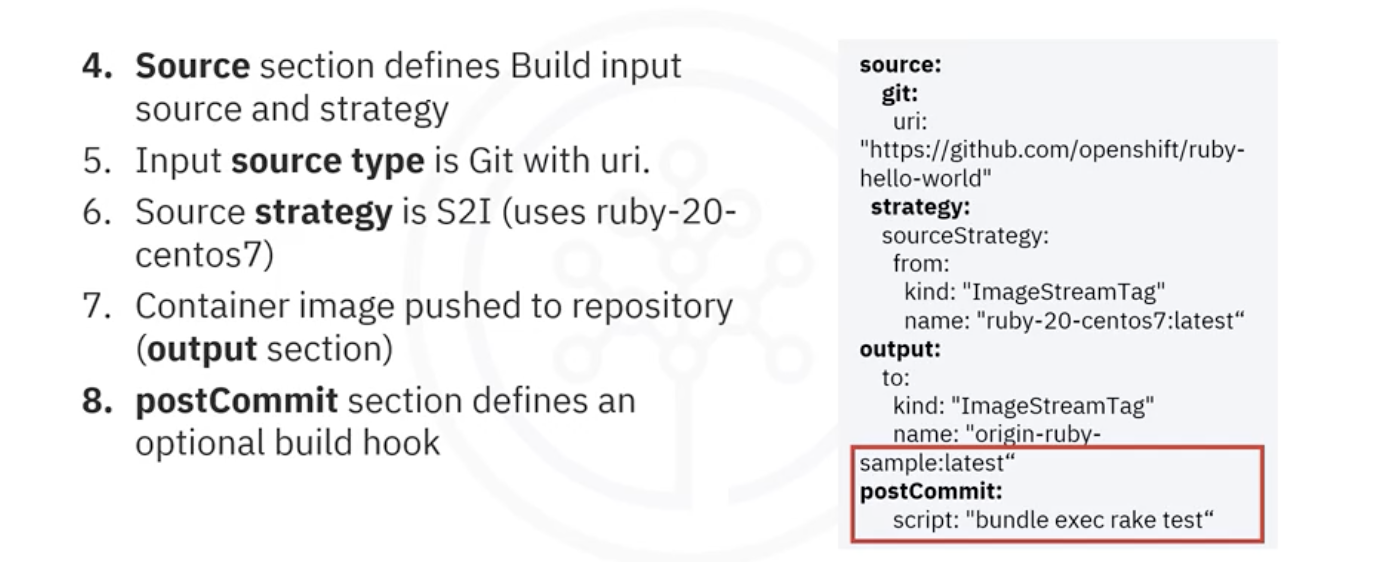 4. Source section defines Build input
source and strategy
5. Input source type is Git with uri.
6. Source strategy is S2I (uses ruby-20-
centos7)
7. Container image pushed to repository
(output section)
8. postCommit section defines an
optional build hook
source:
git:
uri:
"https://github.com/openshift/ruby-
hello-world"
strategy:
sourceStrategy:
from:
kind: "ImageStreamTag"
name: "ruby-20-centos7:latest“
output:
to:
kind: "ImageStreamTag"
name: "origin-ruby-
sample:latest“
postCommit:
script: "bundle exec rake test“